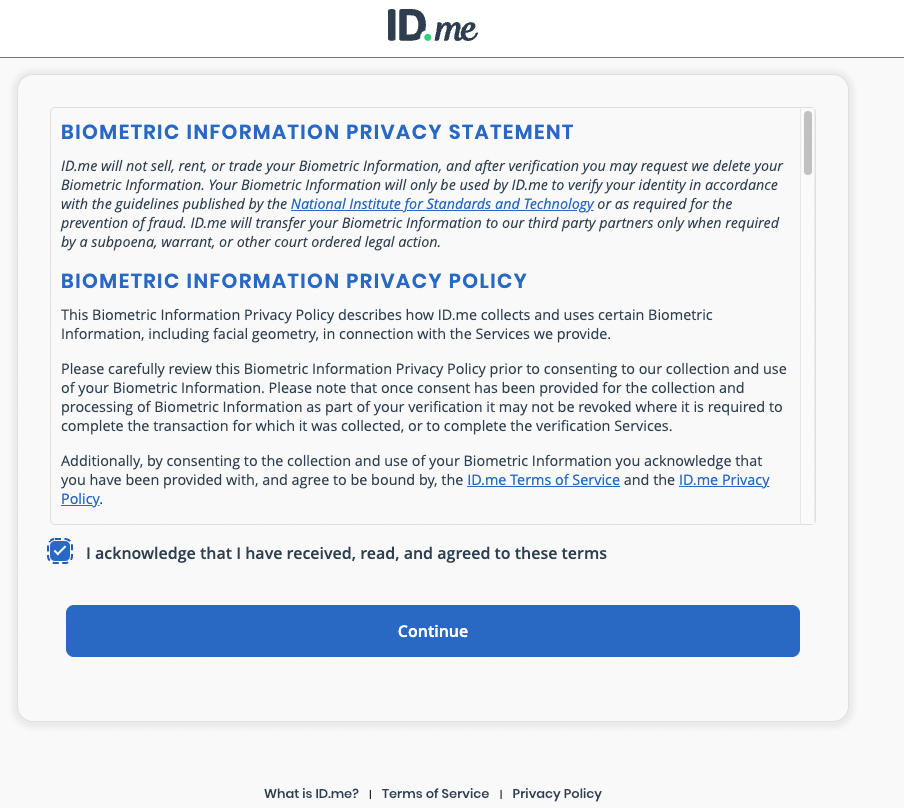 ID.me
BIOMETRIC INFORMATION PRIVACY STATEMENT
ID.me will not sell, rent, or trade your Biometric Information, and after verification you may request we delete your
Biometric Information. Your Biometric Information will only be used by ID.me to verify your identity in accordance
with the guidelines published by the National Institute for Standards and Technology or as required for the
prevention of fraud. ID.me will transfer your Biometric Information to our third party partners only when required
by a subpoena, warrant, or other court ordered legal action.
BIOMETRIC INFORMATION PRIVACY POLICY
This Biometric Information Privacy Policy describes how ID.me collects and uses certain Biometric
Information, including facial geometry, in connection with the Services we provide.
Please carefully review this Biometric Information Privacy Policy prior to consenting to our collection and use
of your Biometric Information. Please note that once consent has been provided for the collection and
processing of Biometric Information as part of your verification it may not be revoked where it is required to
complete the transaction for which it was collected, or to complete the verification Services.
Additionally, by consenting to the collection and use of your Biometric Information you acknowledge that
you have been provided with, and agree to be bound by, the ID.me Terms of Service and the ID.me Privacy
Policy.
I acknowledge that I have received, read, and agreed to these terms
Continue
What is ID.me? | Terms of Service | Privacy Policy